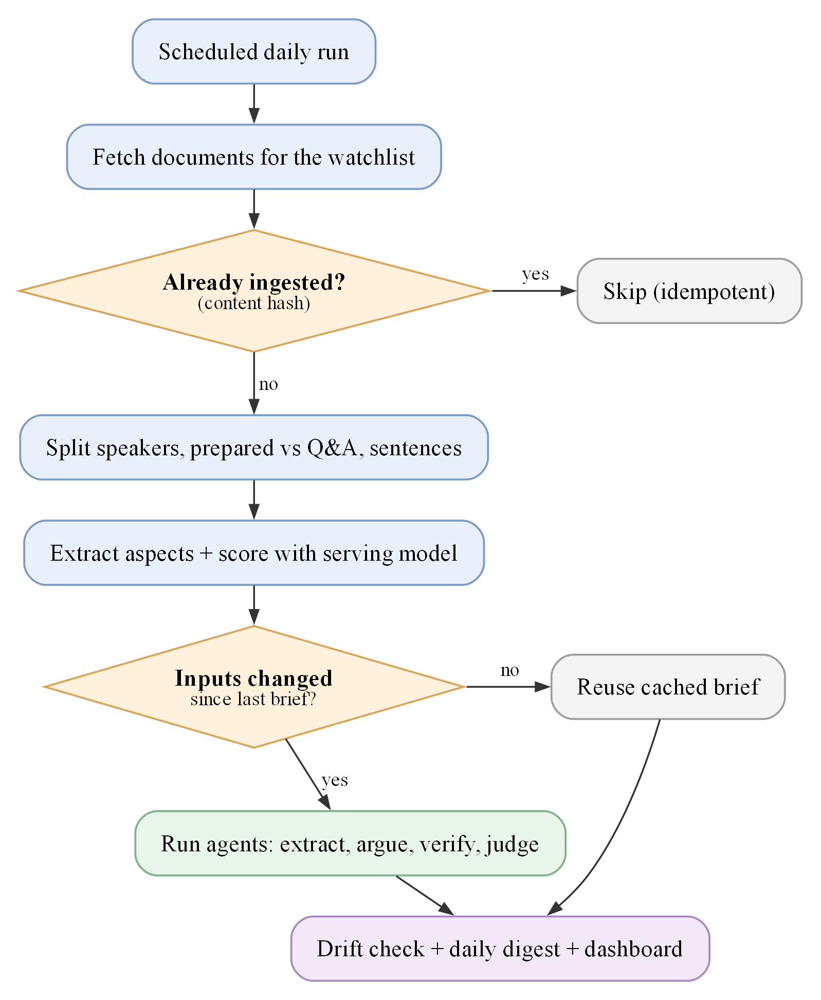 Scheduled daily run
Fetch documents for the watchlist
Already ingested?
(content hash)
yes
Skip (idempotent)
no
Split speakers, prepared vs Q&A, sentences
Extract aspects + score with serving model
Inputs changed
since last brief?
no
Reuse cached brief
yes
Run agents: extract, argue, verify, judge
Drift check + daily digest + dashboard